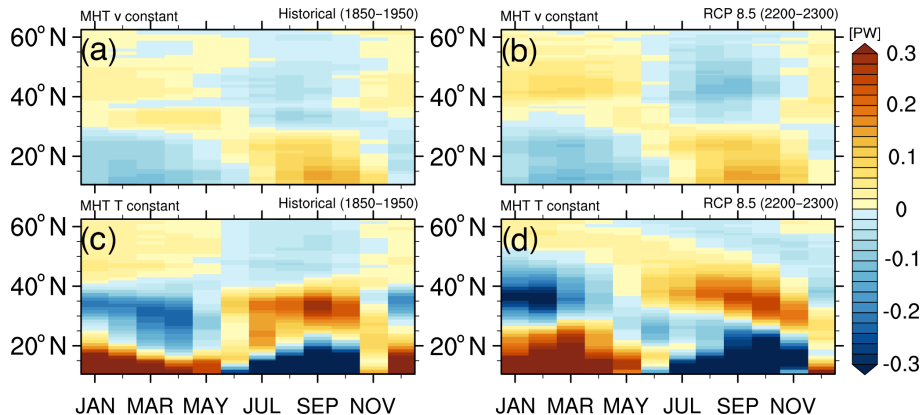 MHT v constant Historical (1850−1950) MHT v constant RCP 8.5 (2200−2300)
[PW]
60° N (a) 60° N (b) 0.3
0.2
40° N 40° N
0.1
20° N 20° N
0
MHT T constant Historical (1850−1950) MHT T constant RCP 8.5 (2200−2300)
60° N (c) 60° N (d)
-0.1
40° N 40° N
-0.2
20° N 20° N
-0.3
JAN MAR MAY JUL SEP NOV JAN MAR MAY JUL SEP NOV